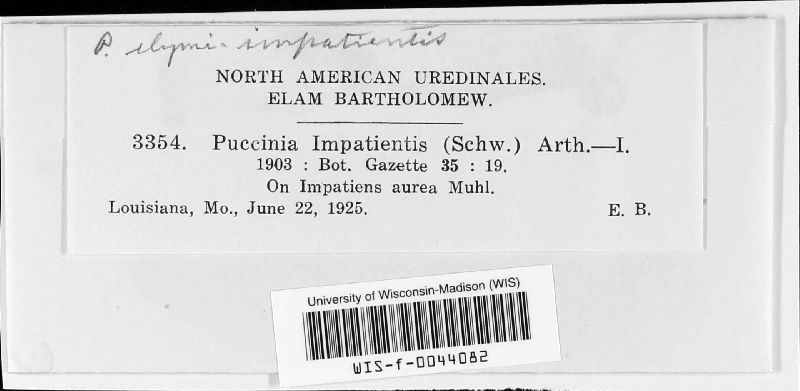 P. elymi-impatientis
NORTH AMERICAN UREDINALES.
ELAM BARTHOLOMEW.
3354. Puccinia Impatientis (Schw.) Arth.—I.
1903 : Bot. Gazette 35 : 19.
On Impatiens aurea Muhl.
Louisiana, Mo., June 22, 1925. E. B.
University of Wisconsin-Madison (WIS)
WIS-f-0044082